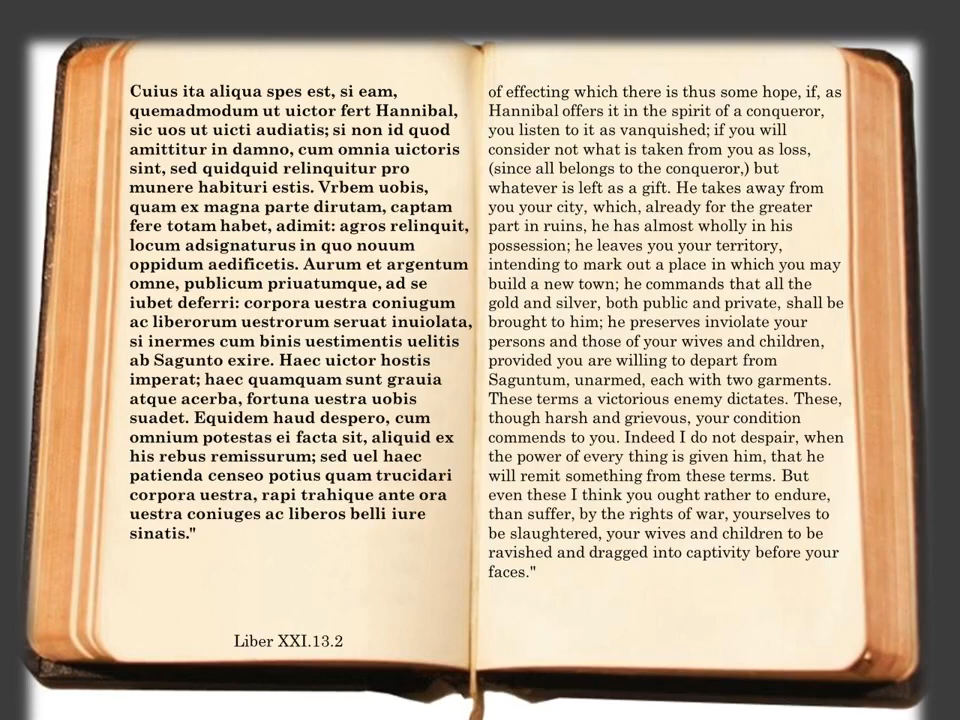 Cuius ita aliqua spes est, si eam,
quemadmodum ut uictor fert Hannibal,
sic uos ut uicti audiatis; si non id quod
amittitur in damno, cum omnia uictoris
sint, sed quidquid relinquitur pro
munere habituri estis. Vrbem uobis,
quam ex magna parte dirutam, captam
fere totam habet, adimit: agros relinquit,
locum adsignaturus in quo nouum
oppidum aedificetis. Aurum et argentum
omne, publicum priuatumque, ad se
iubet deferri: corpora uestra coniugum
ac liberorum uestrorum seruat inuiolata,
si inermes cum binis uestimentis uelitis
ab Sagunto exire. Haec uictor hostis
imperat; haec quamquam sunt grauia
atque acerba, fortuna uestra uobis
suadet. Equidem haud despero, cum
omnium potestas ei facta sit, aliquid ex
his rebus remissurum; sed uel haec
patienda censeo potius quam trucidari
corpora uestra, rapi trahique ante ora
uestra coniuges ac liberos belli iure
sinatis."
Liber XXI.13.2
of effecting which there is thus some hope, if, as
Hannibal offers it in the spirit of a conqueror,
you listen to it as vanquished; if you will
consider not what is taken from you as loss,
(since all belongs to the conqueror,) but
whatever is left as a gift. He takes away from
you your city, which, already for the greater
part in ruins, he has almost wholly in his
possession; he leaves you your territory,
intending to mark out a place in which you may
build a new town; he commands that all the
gold and silver, both public and private, shall be
brought to him; he preserves inviolate your
persons and those of your wives and children,
provided you are willing to depart from
Saguntum, unarmed, each with two garments.
These terms a victorious enemy dictates. These,
though harsh and grievous, your condition
commends to you. Indeed I do not despair, when
the power of every thing is given him, that he
will remit something from these terms. But
even these I think you ought rather to endure,
than suffer, by the rights of war, yourselves to
be slaughtered, your wives and children to be
ravished and dragged into captivity before your
faces."